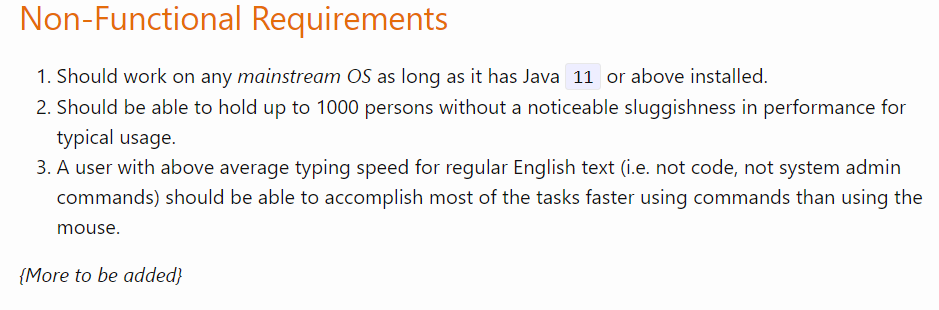 Non-Functional Requirements
1. Should work on any mainstream OS as long as it has Java 11 or above installed.
2. Should be able to hold up to 1000 persons without a noticeable sluggishness in performance for
typical usage.
3. A user with above average typing speed for regular English text (i.e. not code, not system admin
commands) should be able to accomplish most of the tasks faster using commands than using the
mouse.
{More to be added}